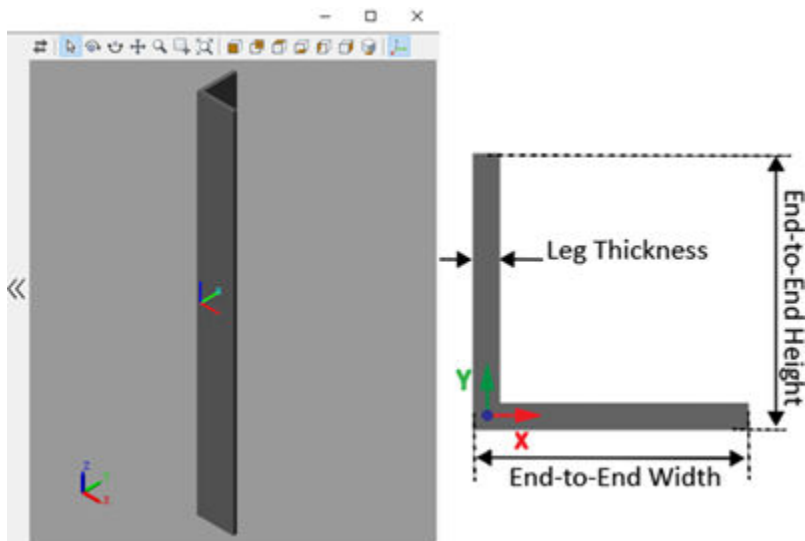 Z
Y
X
Leg Thickness
End-to-End Height
Y
X
End-to-End Width